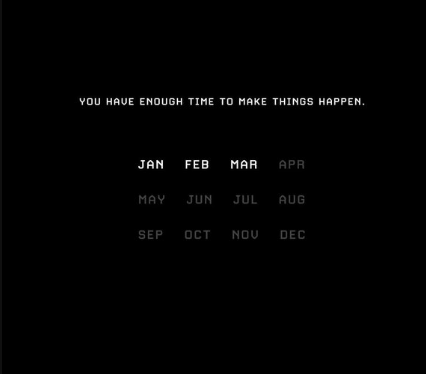 YOU HAVE ENOUGH TIME TO MAKE THINGS HAPPEN.
JAN FEB MAR APR
MAY JUN JUL AUG
SEP OCT NOV DEC